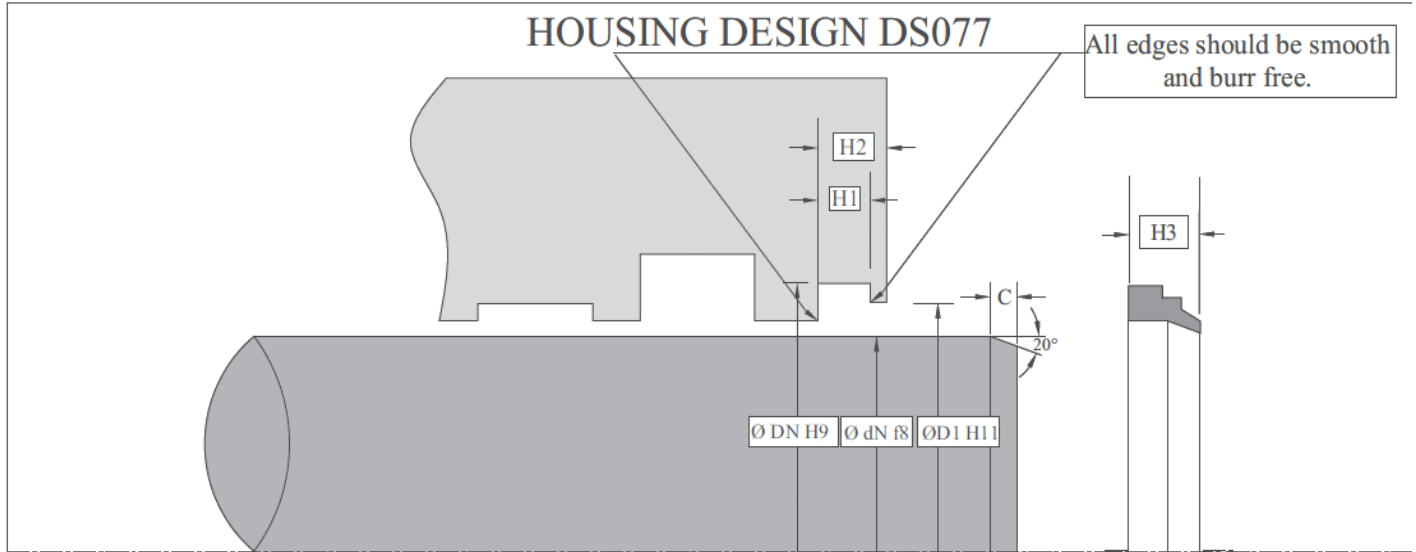 HOUSING DESIGN DS077
All edges should be smooth
and burr free.
H2
H1
H3
C
20°
Ø DN H9
Ø dN f8
ØD1 H11